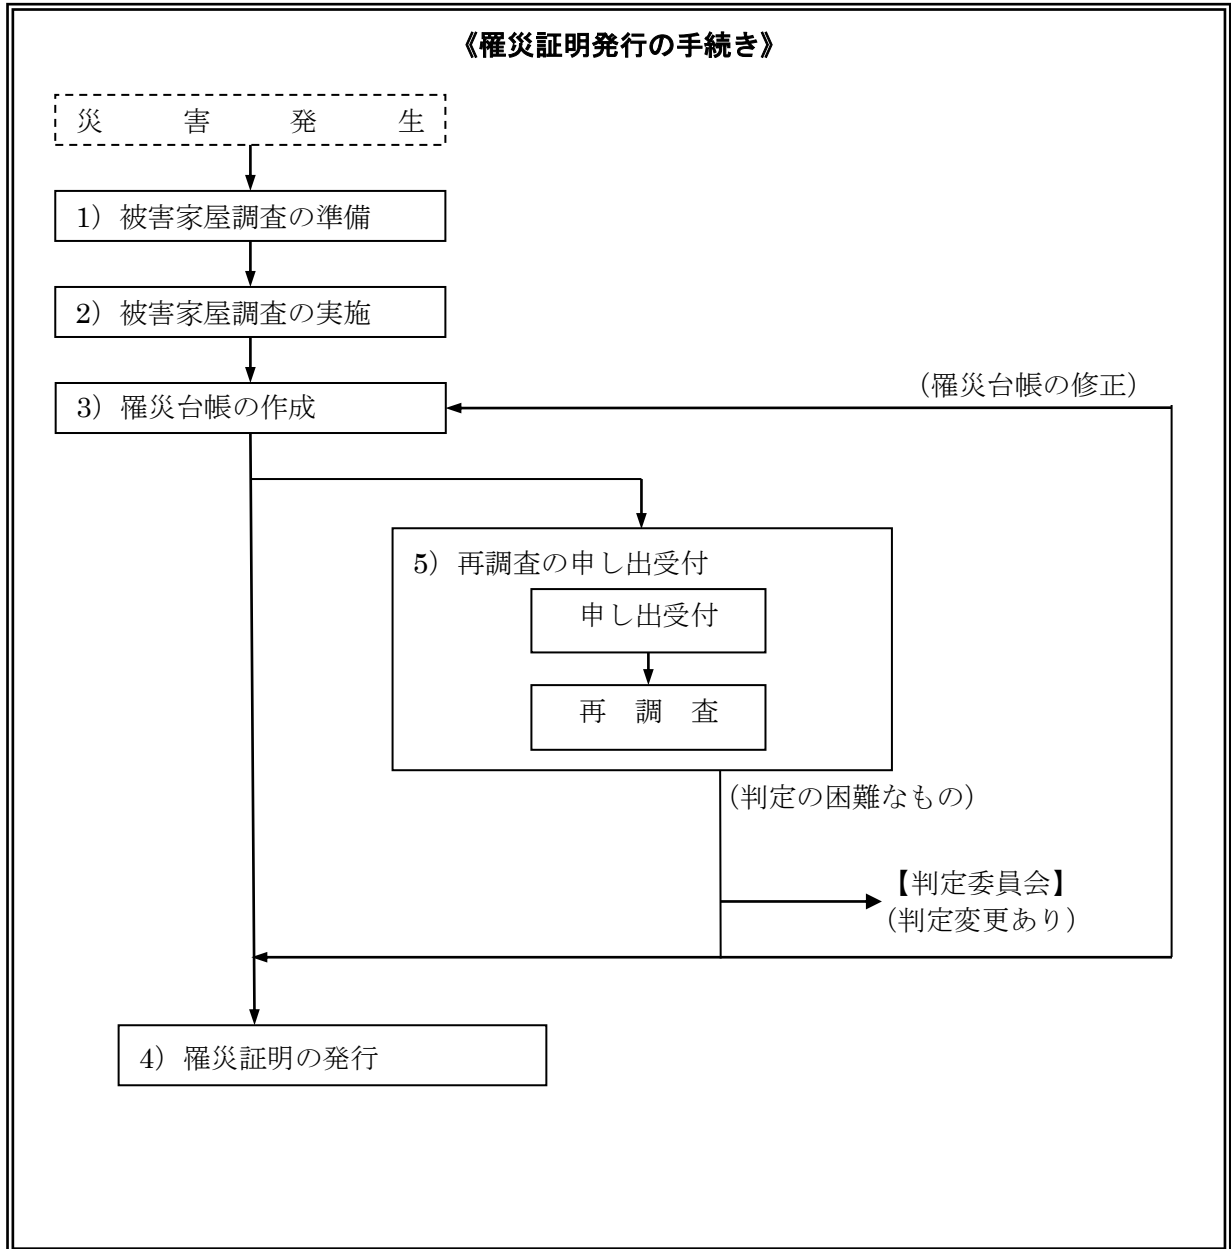 《罹災証明発行の手続き》
災　害　発　生
1）被害家屋調査の準備
2）被害家屋調査の実施
（罹災台帳の修正）
3）罹災台帳の作成
5）再調査の申し出受付
申し出受付
再　調　査
（判定の困難なもの）
【判定委員会】
（判定変更あり）
4）罹災証明の発行